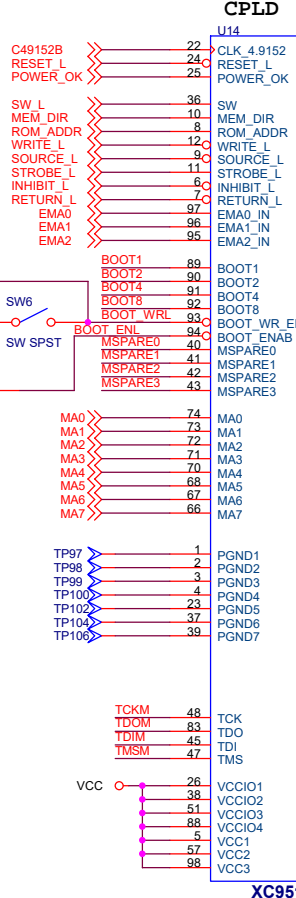 CPLD
U14
C49152B 22 CLK_4.9152
RESET_L 24 RESET_L
POWER_OK 25 POWER_OK
SW_L 36 SW
MEM_DIR 10 MEM_DIR
ROM_ADDR 8 ROM_ADDR
WRITE_L 12 WRITE_L
SOURCE_L 9 SOURCE_L
STROBE_L 11 STROBE_L
INHIBIT_L 6 INHIBIT_L
RETURN_L 7 RETURN_L
EMA0 97 EMA0_IN
EMA1 96 EMA1_IN
EMA2 95 EMA2_IN
BOOT1 89 BOOT1
BOOT2 90 BOOT2
BOOT4 91 BOOT4
BOOT8 92 BOOT8
SW6 BOOT_WRL 93 BOOT_WR_E
SW SPST BOOT_ENL 94 BOOT_ENAB
MSPARE0 40 MSPARE0
MSPARE1 41 MSPARE1
MSPARE2 42 MSPARE2
MSPARE3 43 MSPARE3
MA0 74 MA0
MA1 73 MA1
MA2 72 MA2
MA3 71 MA3
MA4 70 MA4
MA5 68 MA5
MA6 67 MA6
MA7 66 MA7
TP97 1 PGND1
TP98 2 PGND2
TP99 3 PGND3
TP100 4 PGND4
TP102 23 PGND5
TP104 37 PGND6
TP106 39 PGND7
TCKM 48 TCK
TDOM 83 TDO
TDIM 45 TDI
TMSM 47 TMS
VCC 26 VCCIO1
38 VCCIO2
51 VCCIO3
88 VCCIO4
5 VCC1
57 VCC2
98 VCC3
XC95